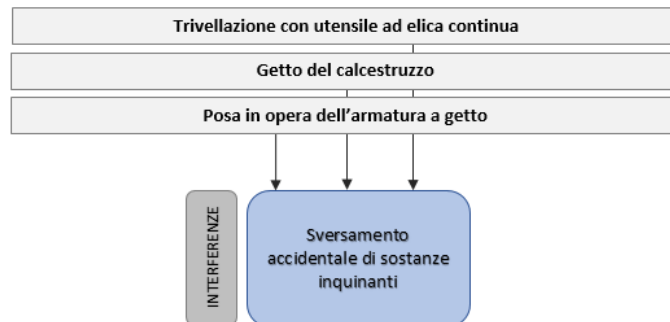 Trivellazione con utensile ad elica continua
Getto del calcestruzzo
Posa in opera dell'armatura a getto
INTERFERENZE
Sversamento
accidentale di sostanze
inquinanti